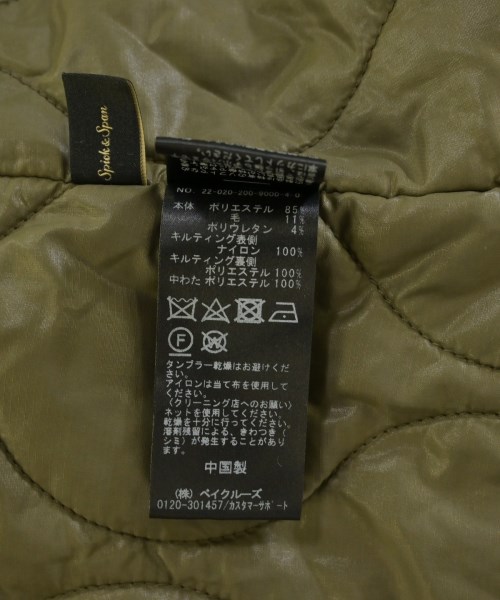 Spick & Span
NO. 22-020-200-9000-4-0
本体 ポリエステル 85%
毛 11%
ポリウレタン 4%
キルティング表側
ナイロン 100%
キルティング裏側
ポリエステル 100%
中わた ポリエステル 100%
F
W
タンブラー乾燥はお避けくだ
さい。
アイロンは当て布を使用して
ください。
〈クリーニング店へのお願い〉
ネットを使用してください。
乾燥を十分に行ってください。
溶剤残留による、きわつき（
シミ）が発生することがあり
ます。
中国製
（株）ベイクルーズ
0120-301457/カスタマーサポート